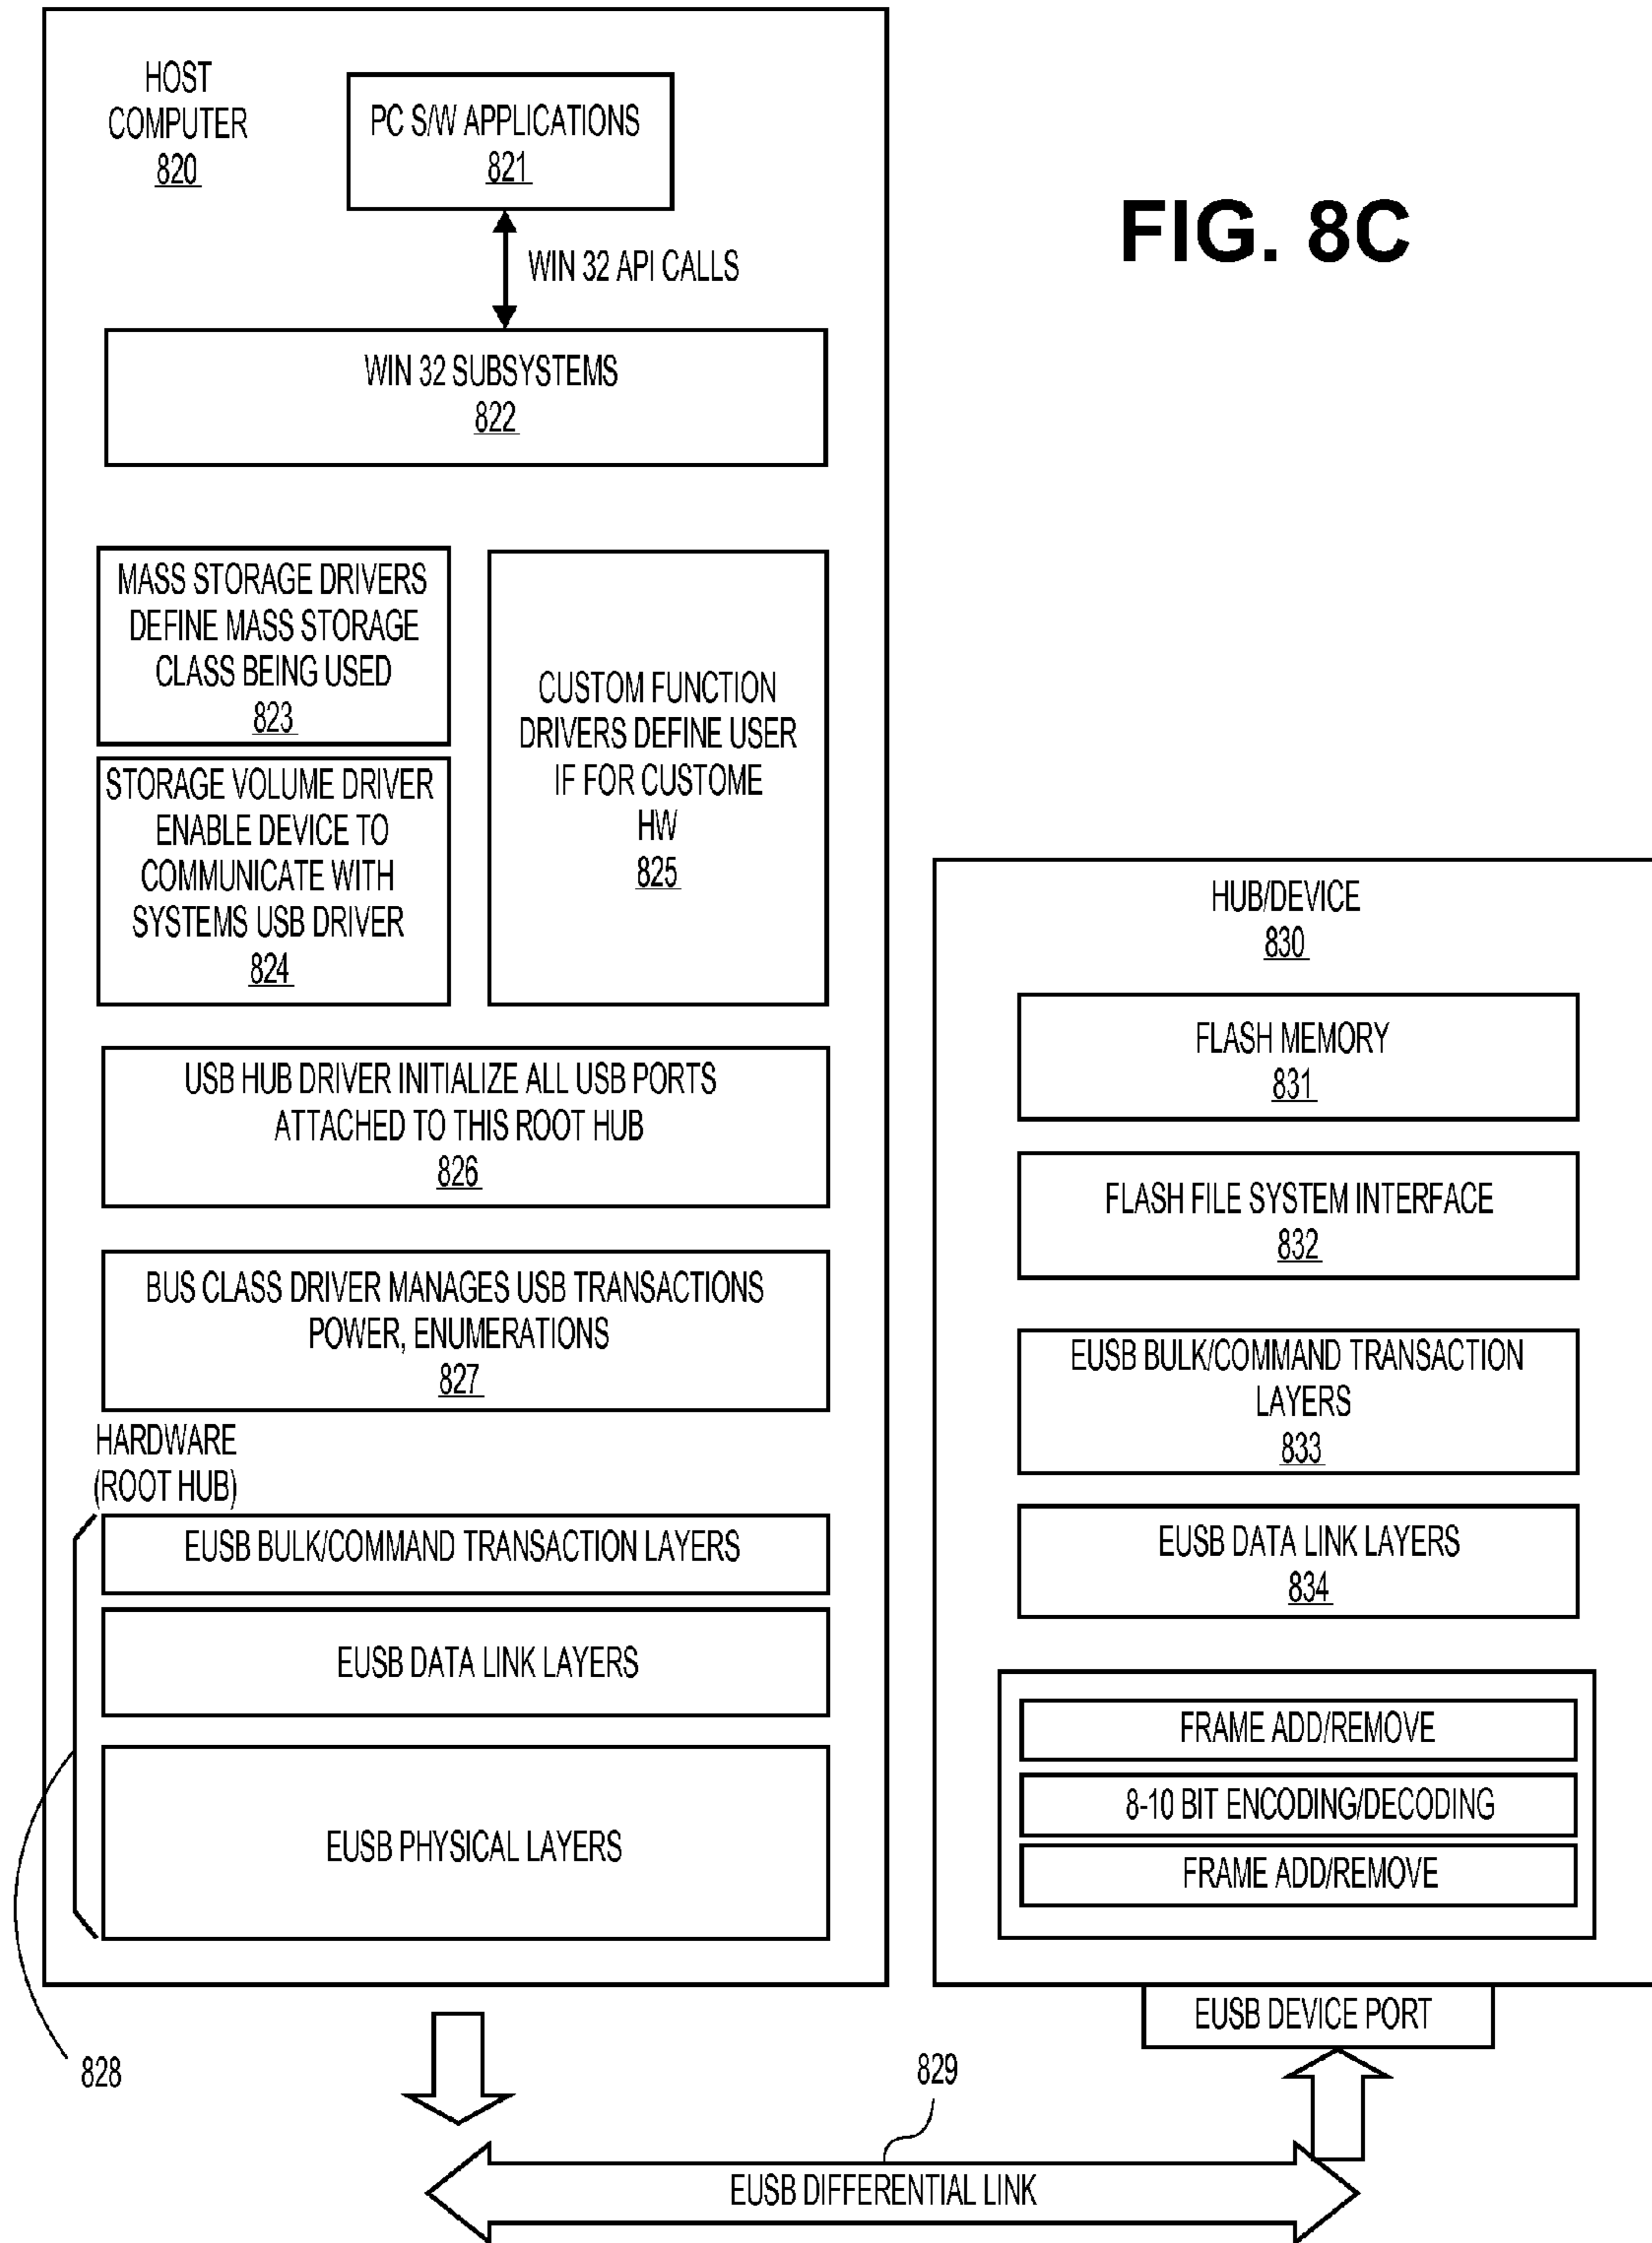 HOST
COMPUTER
820
PC S/W APPLICATIONS
821
WIN 32 API CALLS
FIG. 8C
WIN 32 SUBSYSTEMS
822
MASS STORAGE DRIVERS
DEFINE MASS STORAGE
CLASS BEING USED
823
STORAGE VOLUME DRIVER
ENABLE DEVICE TO
COMMUNICATE WITH
SYSTEMS USB DRIVER
824
CUSTOM FUNCTION
DRIVERS DEFINE USER
IF FOR CUSTOME
HW
825
USB HUB DRIVER INITIALIZE ALL USB PORTS
ATTACHED TO THIS ROOT HUB
826
BUS CLASS DRIVER MANAGES USB TRANSACTIONS
POWER, ENUMERATIONS
827
HARDWARE
(ROOT HUB)
EUSB BULK/COMMAND TRANSACTION LAYERS
EUSB DATA LINK LAYERS
EUSB PHYSICAL LAYERS
828
HUB/DEVICE
830
FLASH MEMORY
831
FLASH FILE SYSTEM INTERFACE
832
EUSB BULK/COMMAND TRANSACTION
LAYERS
833
EUSB DATA LINK LAYERS
834
FRAME ADD/REMOVE
8-10 BIT ENCODING/DECODING
FRAME ADD/REMOVE
EUSB DEVICE PORT
829
EUSB DIFFERENTIAL LINK